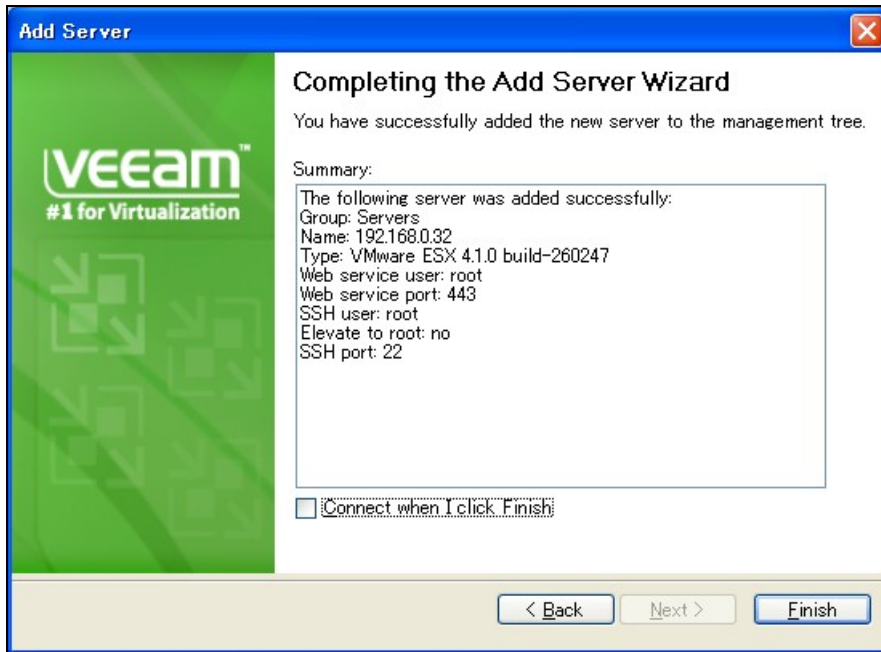 Add Server
veeam™
#1 for Virtualization
Completing the Add Server Wizard
You have successfully added the new server to the management tree.
Summary:
The following server was added successfully:
Group: Servers
Name: 192.168.0.32
Type: VMware ESX 4.1.0 build-260247
Web service user: root
Web service port: 443
SSH user: root
Elevate to root: no
SSH port: 22
Connect when I click Finish
< Back
Next >
Finish